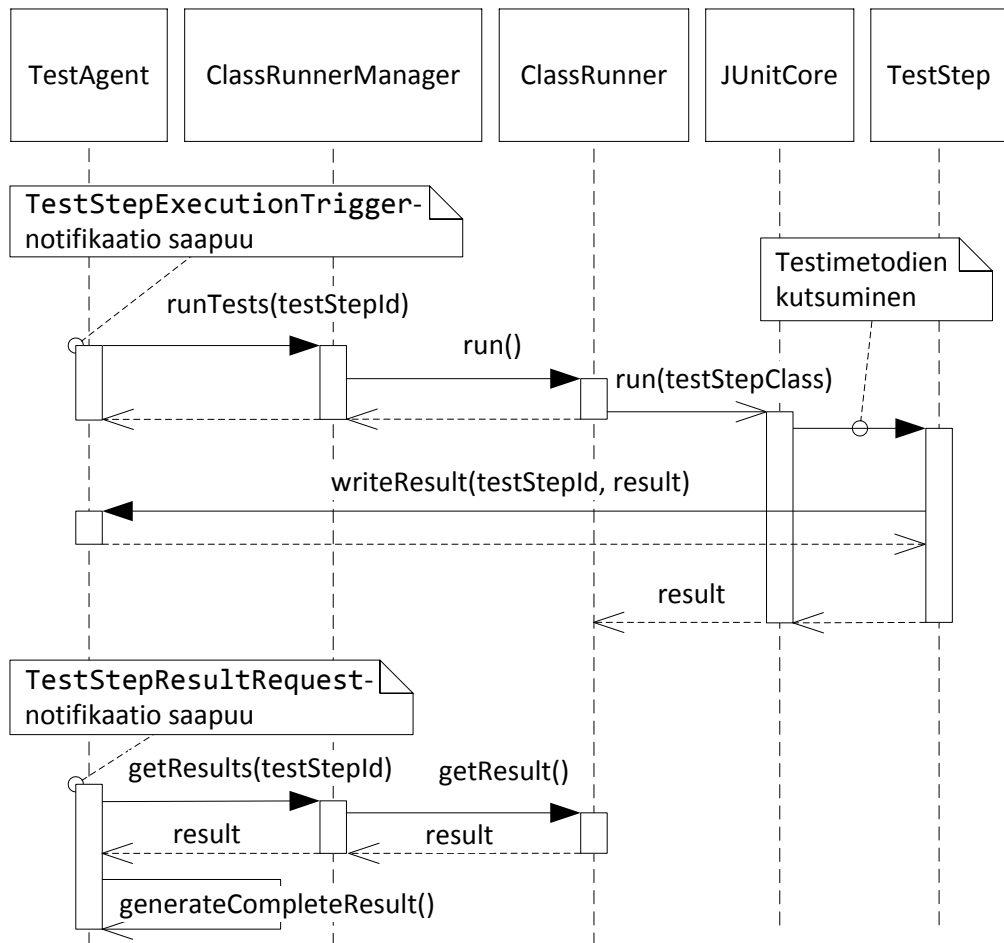 TestAgent
ClassRunnerManager
ClassRunner
JUnitCore
TestStep
TestStepExecutionTrigger-
notifikaatio saapuu
Testimetodien
kutsuminen
runTests(testStepId)
run()
run(testStepClass)
writeResult(testStepId, result)
result
TestStepResultRequest-
notifikaatio saapuu
getResults(testStepId)
getResult()
result
result
generateCompleteResult()